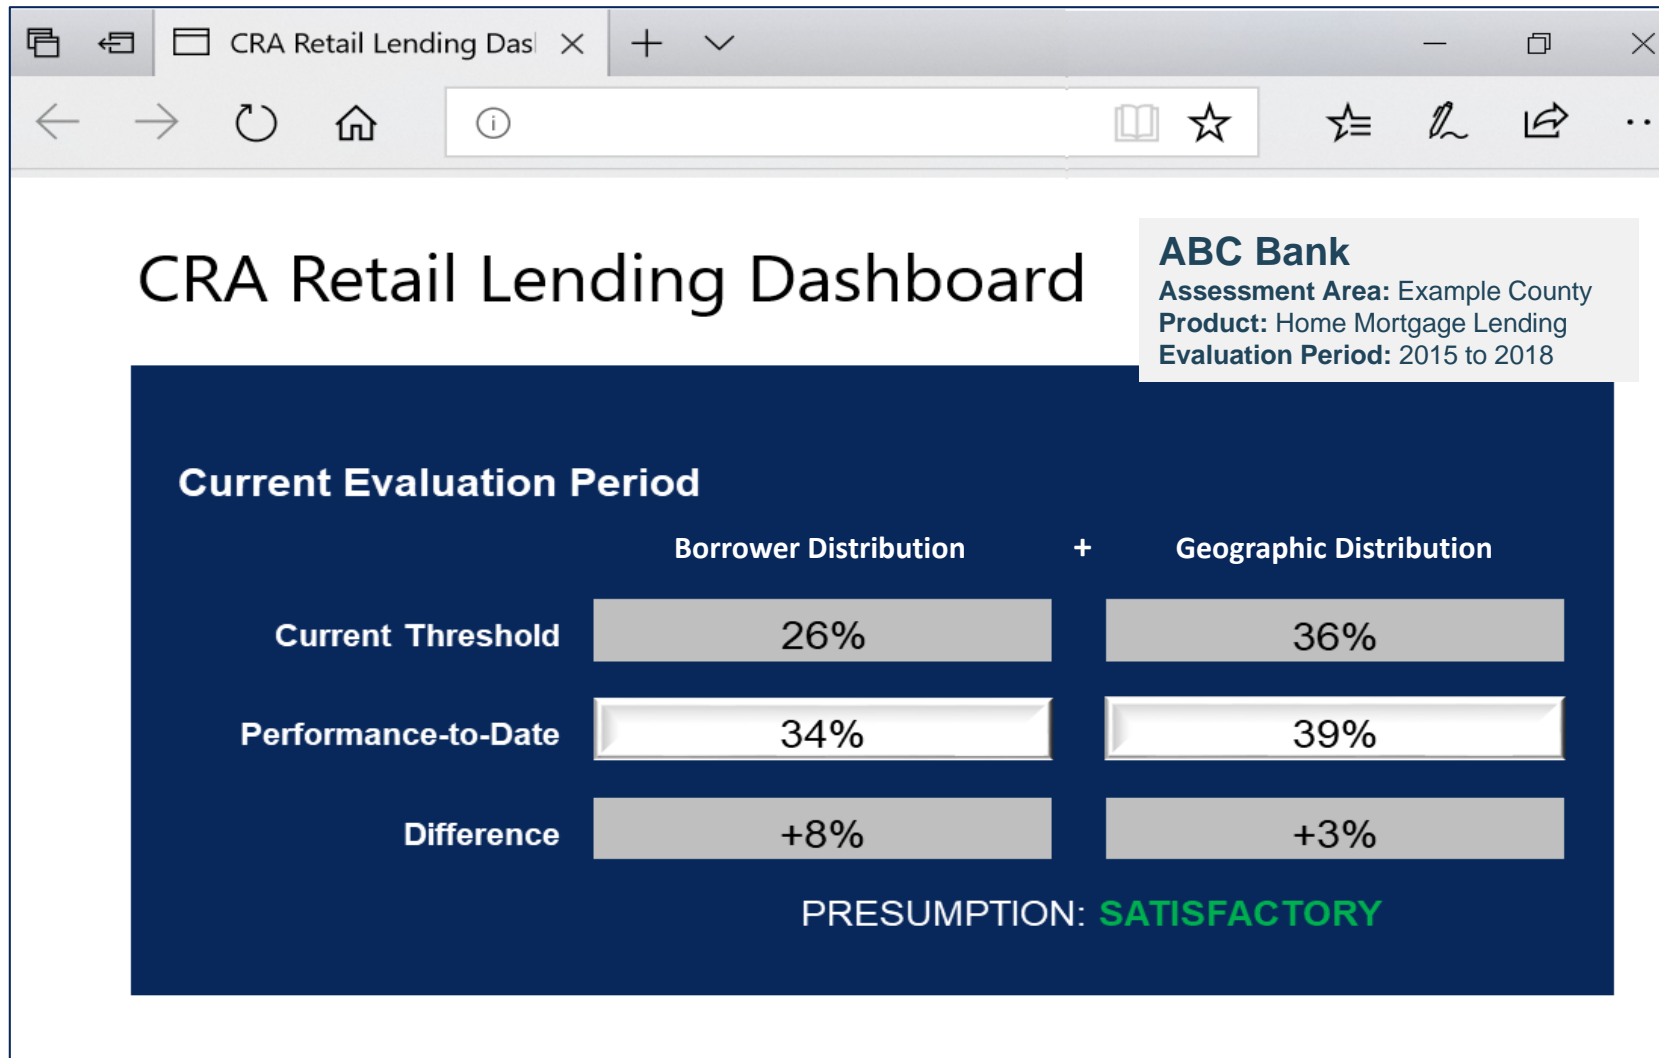 CRA Retail Lending Das
CRA Retail Lending Dashboard
ABC Bank
Assessment Area: Example County
Product: Home Mortgage Lending
Evaluation Period: 2015 to 2018
Current Evaluation Period
Borrower Distribution + Geographic Distribution
Current Threshold 26% 36%
Performance-to-Date 34% 39%
Difference +8% +3%
PRESUMPTION: SATISFACTORY